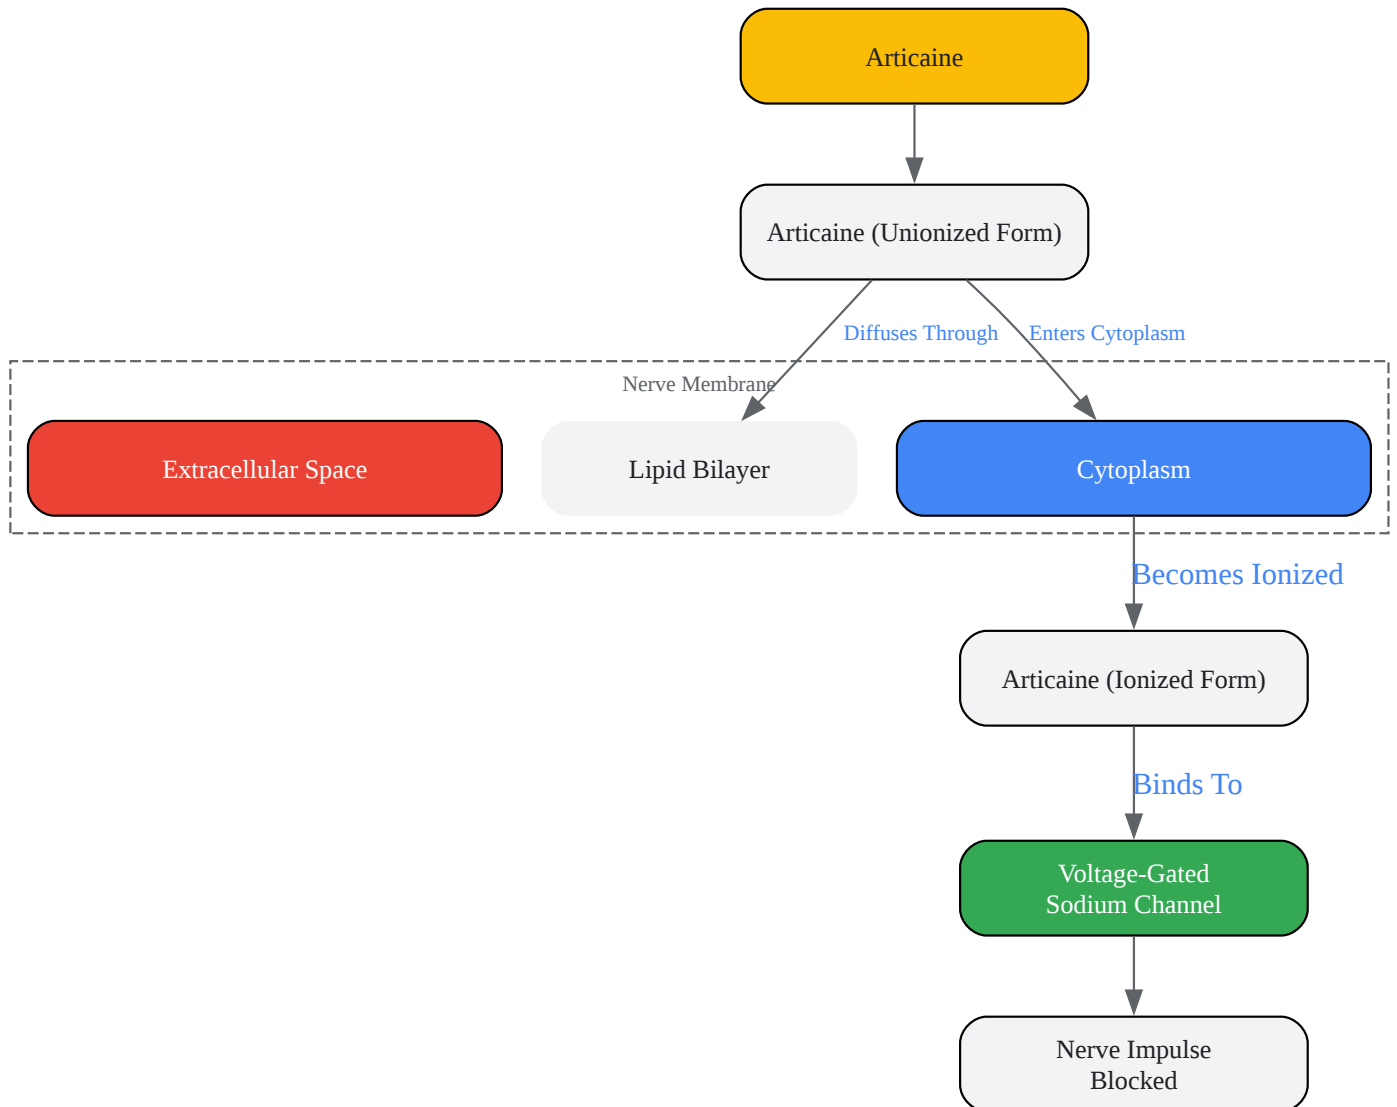 Articaine
Articaine (Unionized Form)
Diffuses Through
Enters Cytoplasm
Nerve Membrane
Extracellular Space
Lipid Bilayer
Cytoplasm
Becomes Ionized
Articaine (Ionized Form)
Binds To
Voltage-Gated
Sodium Channel
Nerve Impulse
Blocked